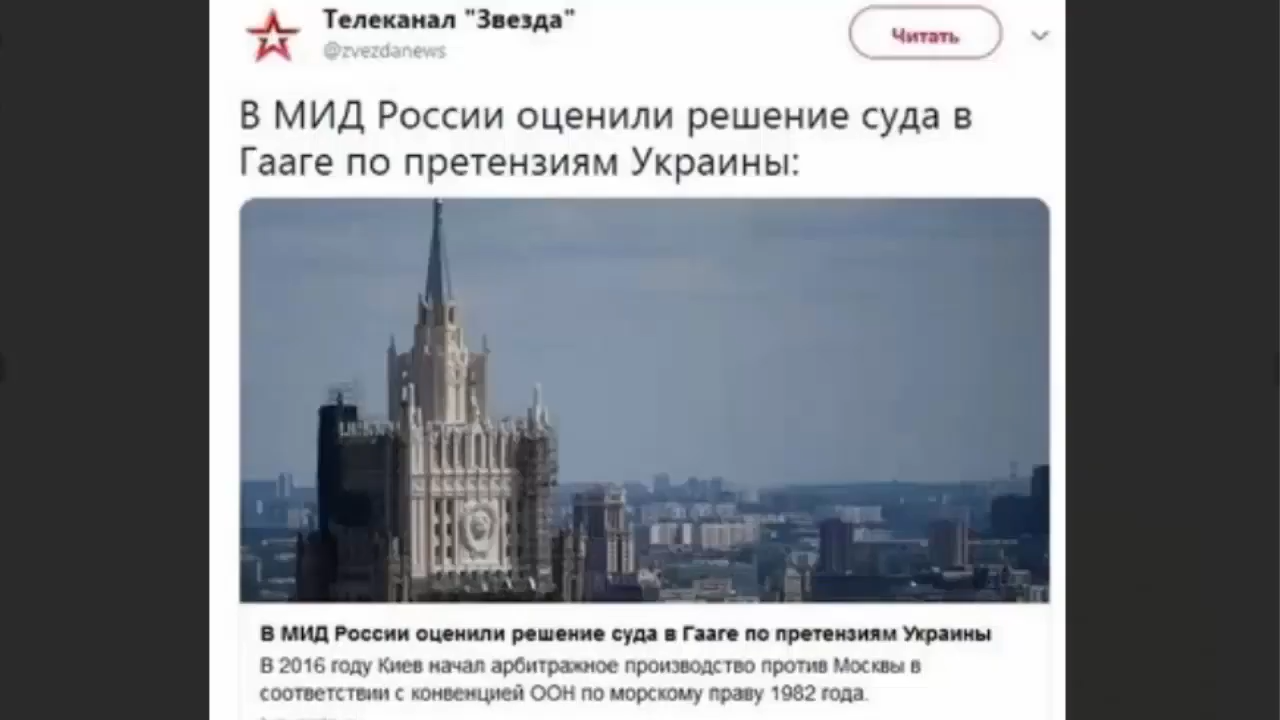 Телеканал "Звезда"
@zvezdanews
Читать
В МИД России оценили решение суда в
Гааге по претензиям Украины:
В МИД России оценили решение суда в Гааге по претензиям Украины
В 2016 году Киев начал арбитражное производство против Москвы в
соответствии с конвенцией ООН по морскому праву 1982 года.